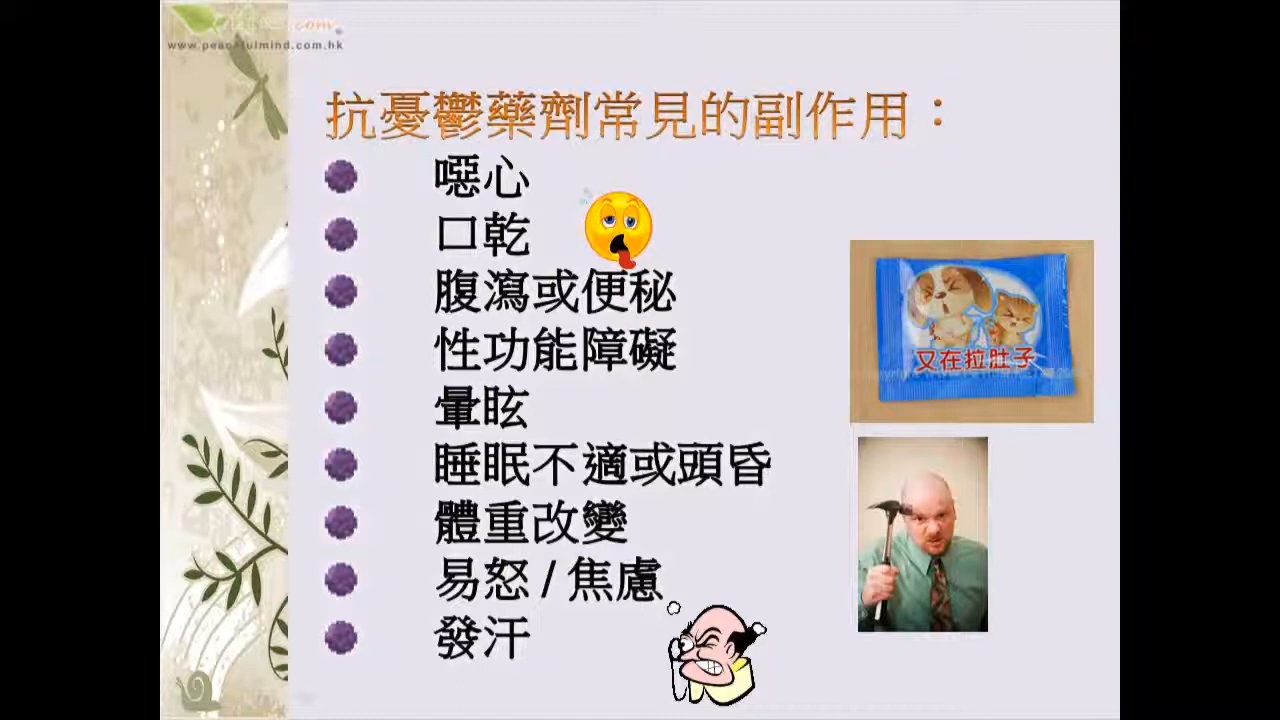 www.peacefulmind.com.hk
抗憂鬱藥劑常見的副作用：
噁心
口乾
腹瀉或便秘
性功能障礙
暈眩
睡眠不適或頭昏
體重改變
易怒 / 焦慮
發汗
又在拉肚子